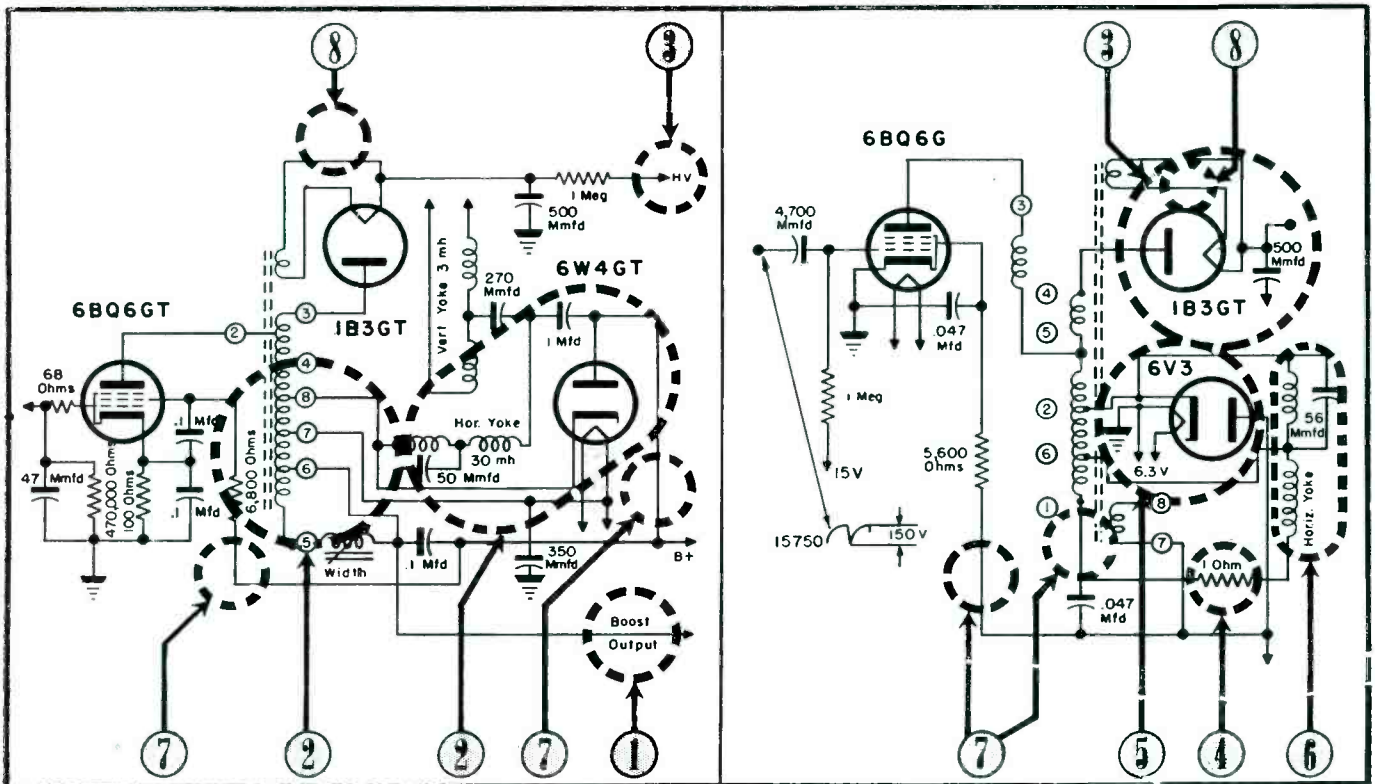 8
3
6BQ6GT
68
Ohms
47 Mmfd
470,000 Ohms
100 Ohms
.1 Mfd
.1 Mfd
2
3
4
8
7
6
5
1B3GT
6,800 Ohms
Width
.1 Mfd
500
Mmfd
1 Meg
HV
Vert Yoke 3 mh
270
Mmfd
6W4GT
.1 Mfd
Hor. Yoke
30 mh
50 Mmfd
350
Mmfd
B+
Boost
Output
7
2
2
7
1
3
8
6BQ6G
4,700
Mmfd
.047
Mfd
1 Meg
15V
15750
150 V
5,600
Ohms
3
4
5
2
6
1
8
7
1B3GT
500
Mmfd
6V3
6.3 V
56
Mmfd
Horiz. Yoke
1 Ohm
.047
Mfd
7
5
4
6